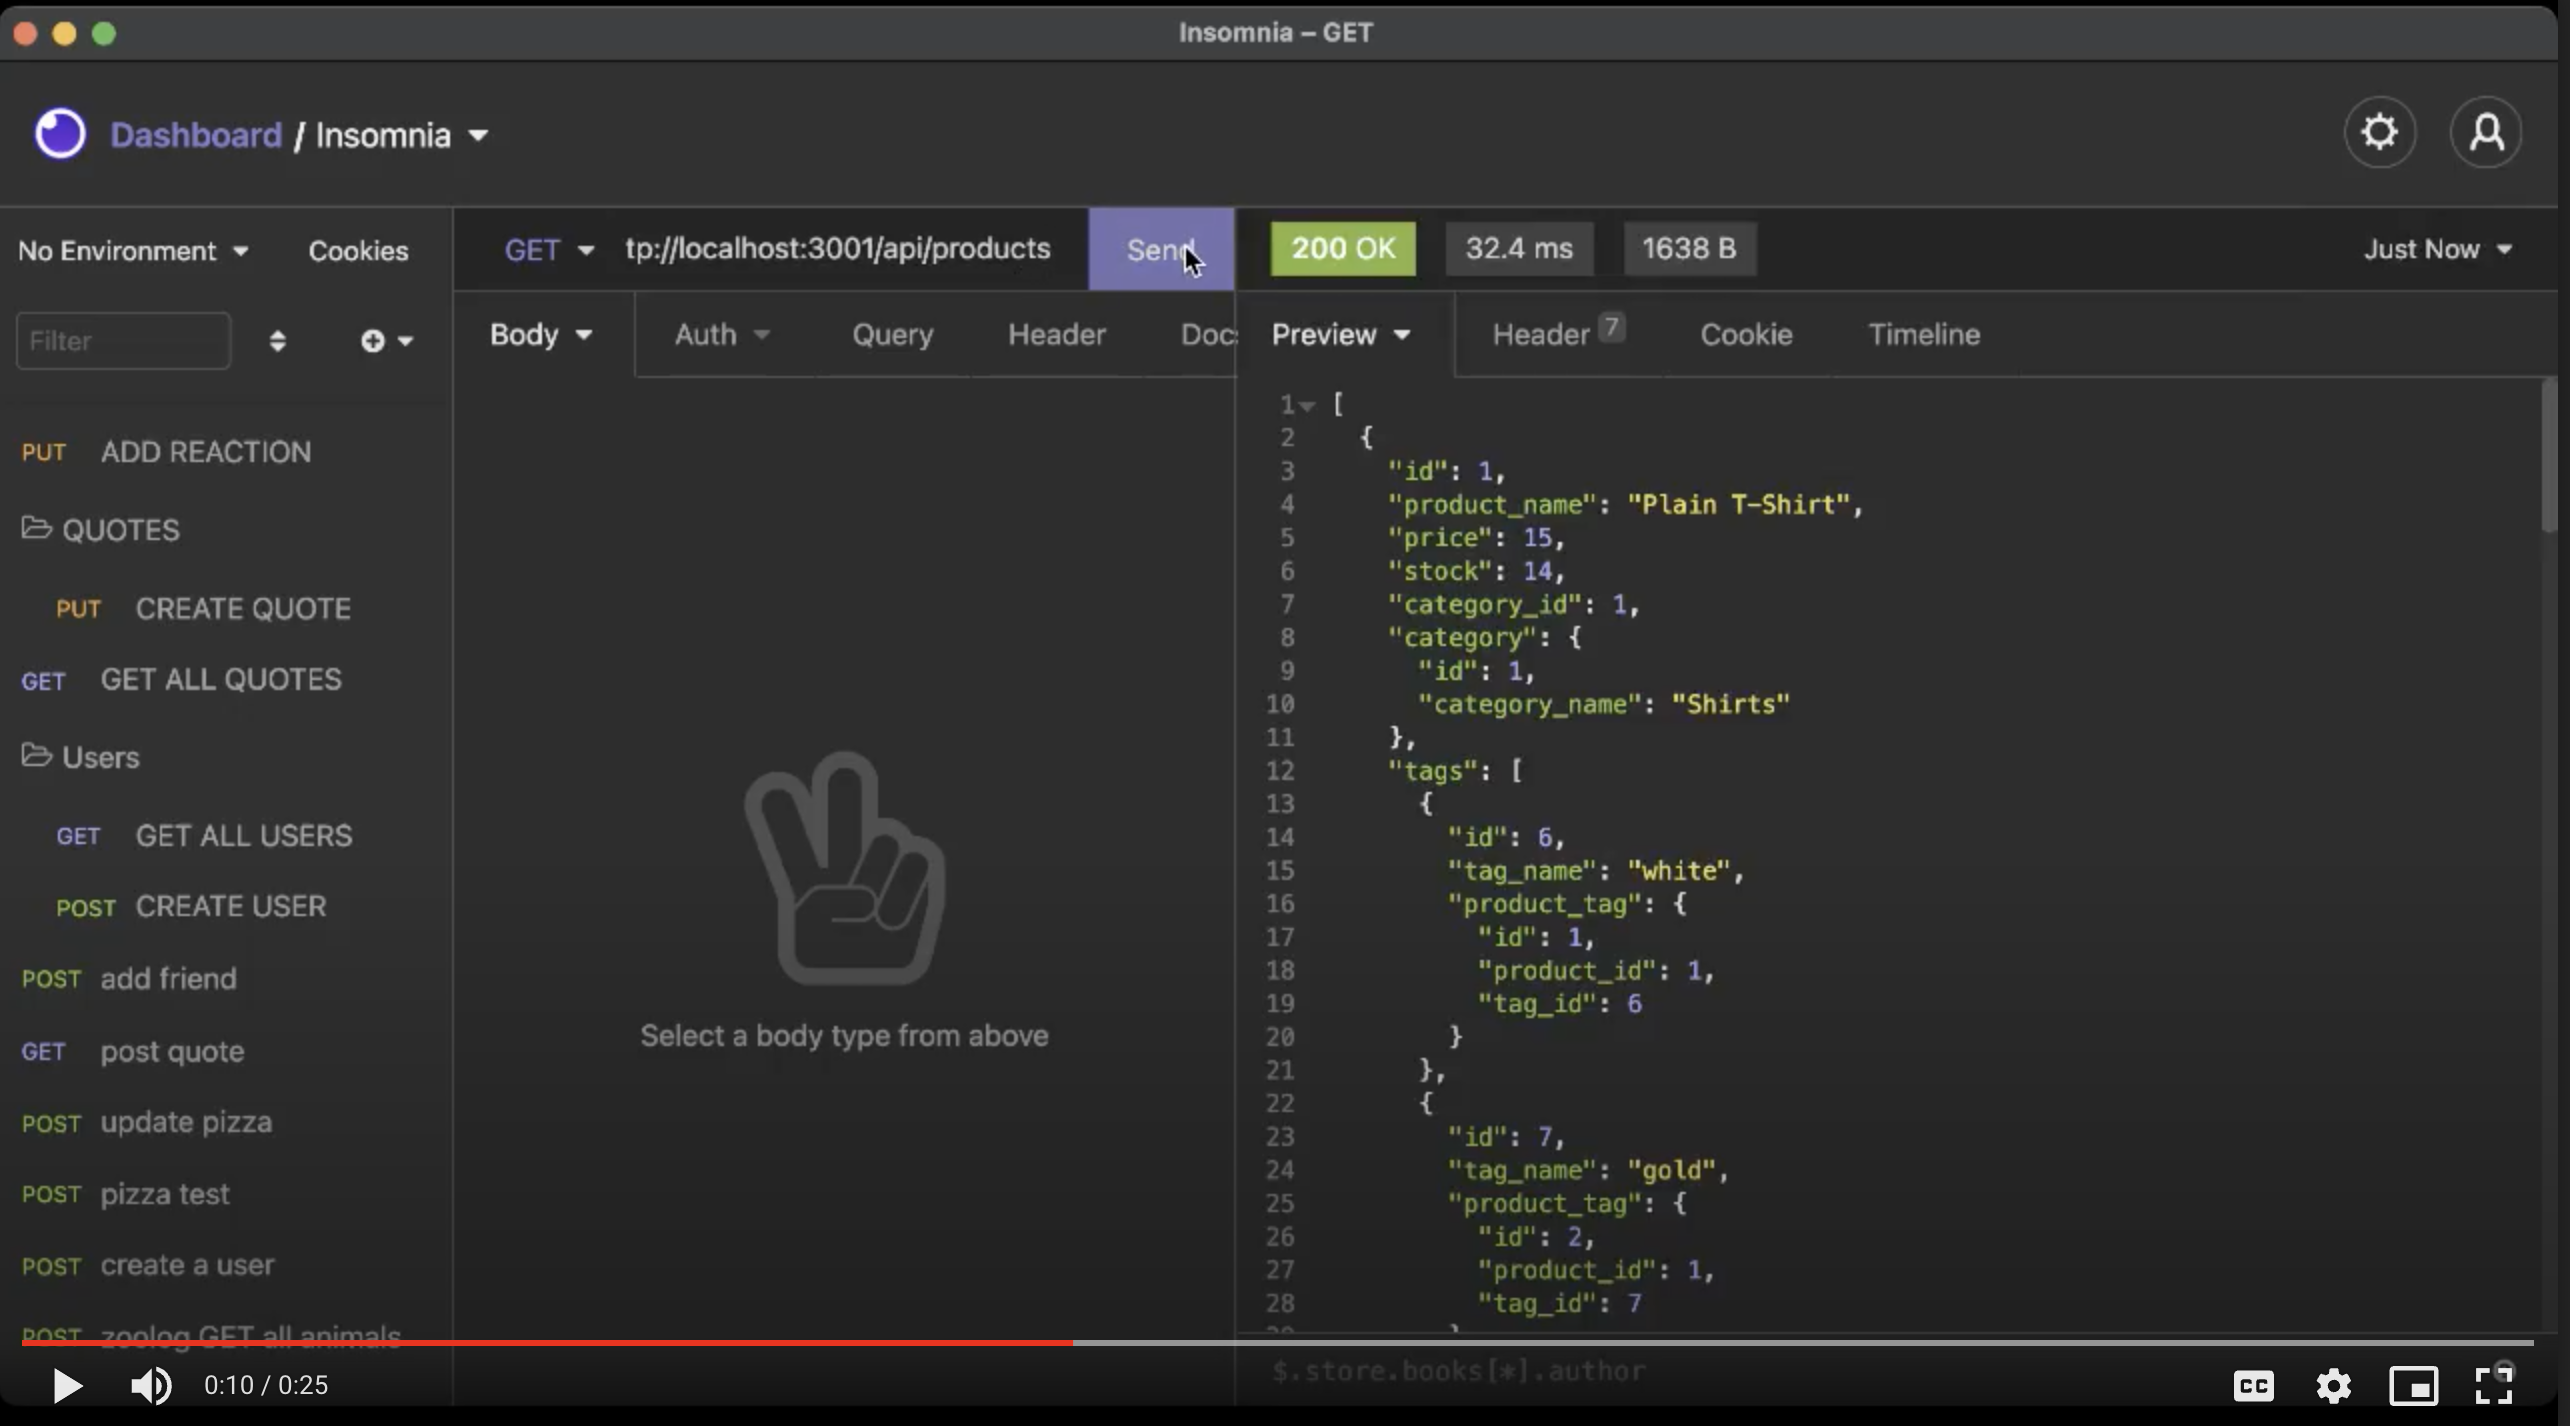 Insomnia – GET
Dashboard / Insomnia
No Environment Cookies
Filter
PUT ADD REACTION
QUOTES
PUT CREATE QUOTE
GET GET ALL QUOTES
Users
GET GET ALL USERS
POST CREATE USER
POST add friend
GET post quote
POST update pizza
POST pizza test
POST create a user
POST zoolog GET all animals
GET tp://localhost:3001/api/products Send
Body Auth Query Header Docs
Select a body type from above
200 OK 32.4 ms 1638 B Just Now
Preview Header 7 Cookie Timeline
1 [
2 {
3 "id": 1,
4 "product_name": "Plain T-Shirt",
5 "price": 15,
6 "stock": 14,
7 "category_id": 1,
8 "category": {
9 "id": 1,
10 "category_name": "Shirts"
11 },
12 "tags": [
13 {
14 "id": 6,
15 "tag_name": "white",
16 "product_tag": {
17 "id": 1,
18 "product_id": 1,
19 "tag_id": 6
20 }
21 },
22 {
23 "id": 7,
24 "tag_name": "gold",
25 "product_tag": {
26 "id": 2,
27 "product_id": 1,
28 "tag_id": 7
$.store.books[*].author
0:10 / 0:25
CC